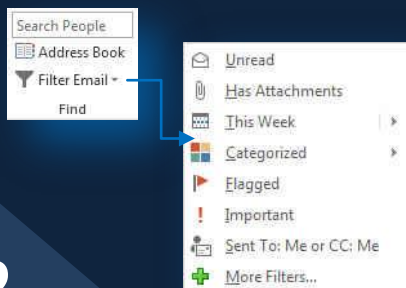 Search People
Address Book
Filter Email
Find
Unread
Has Attachments
This Week
Categorized
Flagged
Important
Sent To: Me or CC: Me
More Filters...